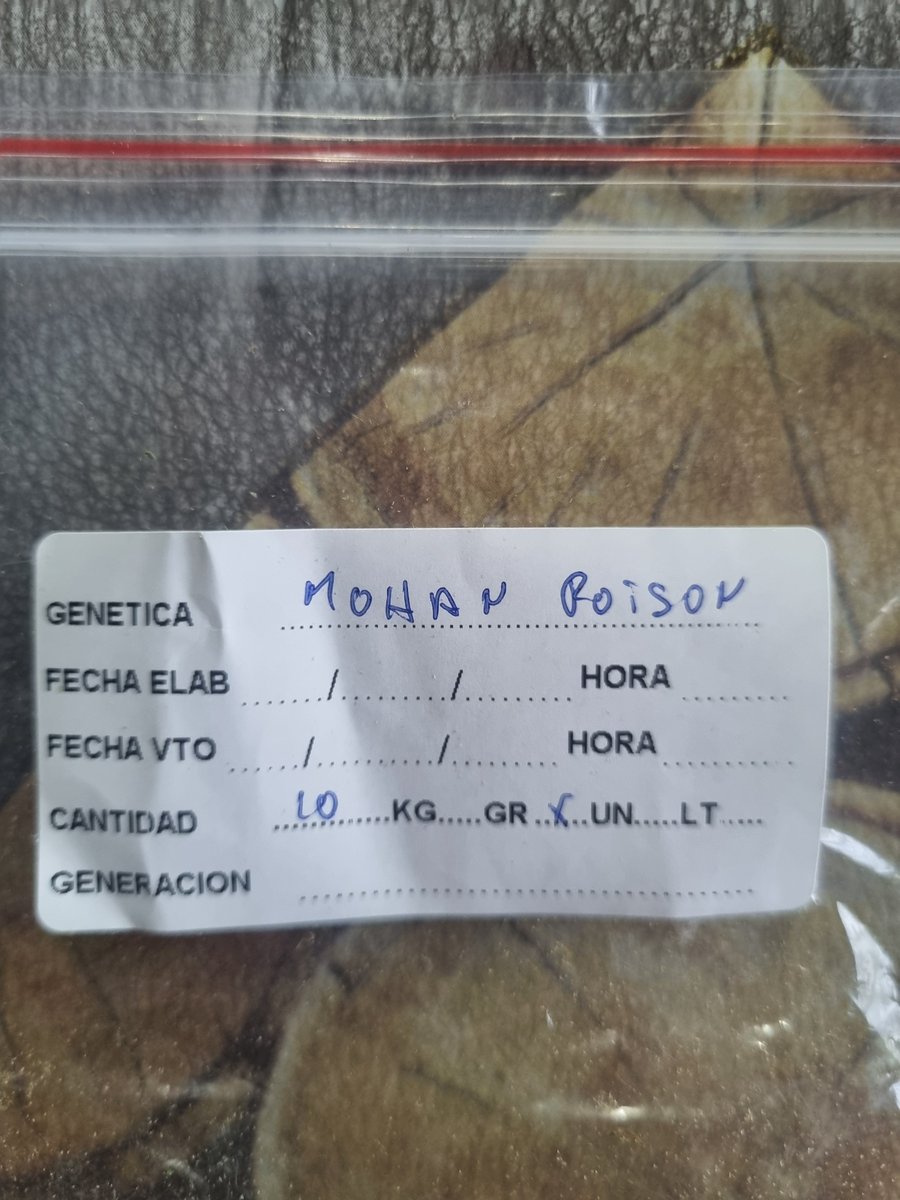 GENETICA MOHAN POISON
FECHA ELAB ....../......../........ HORA ..........
FECHA VTO ....../........../........ HORA ..........
CANTIDAD 10 KG.....GR..X..UN.....LT.....
GENERACION ..................................................